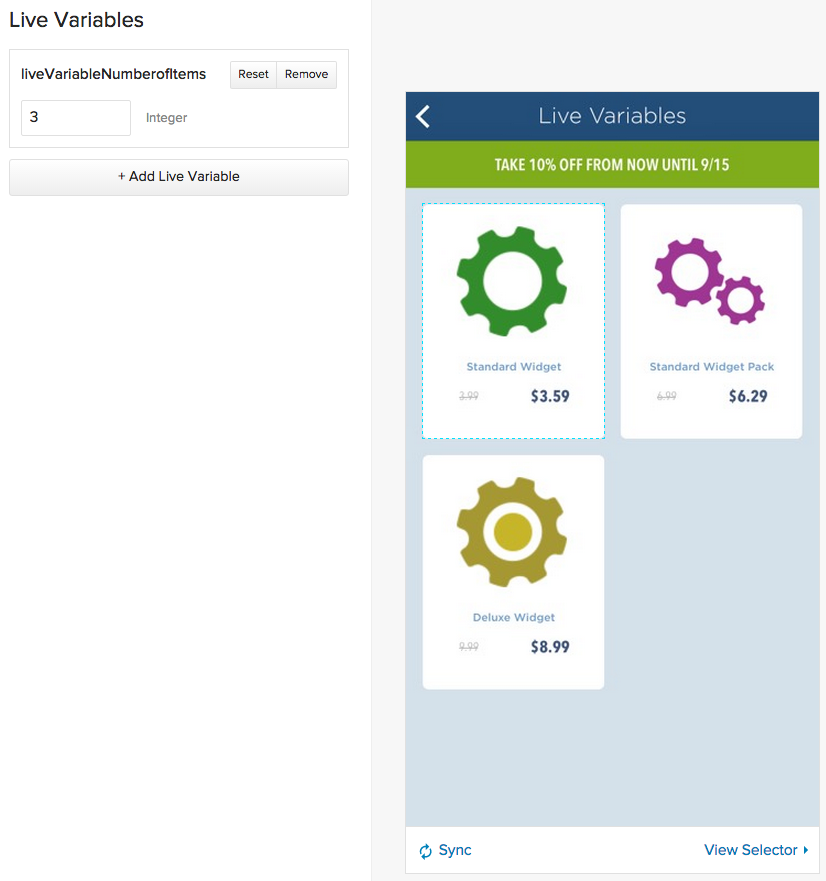 Live Variables
liveVariableNumberofItems
Reset
Remove
3
Integer
+ Add Live Variable
Live Variables
TAKE 10% OFF FROM NOW UNTIL 9/15
Standard Widget
3.99
$3.59
Standard Widget Pack
6.99
$6.29
Deluxe Widget
9.99
$8.99
Sync
View Selector